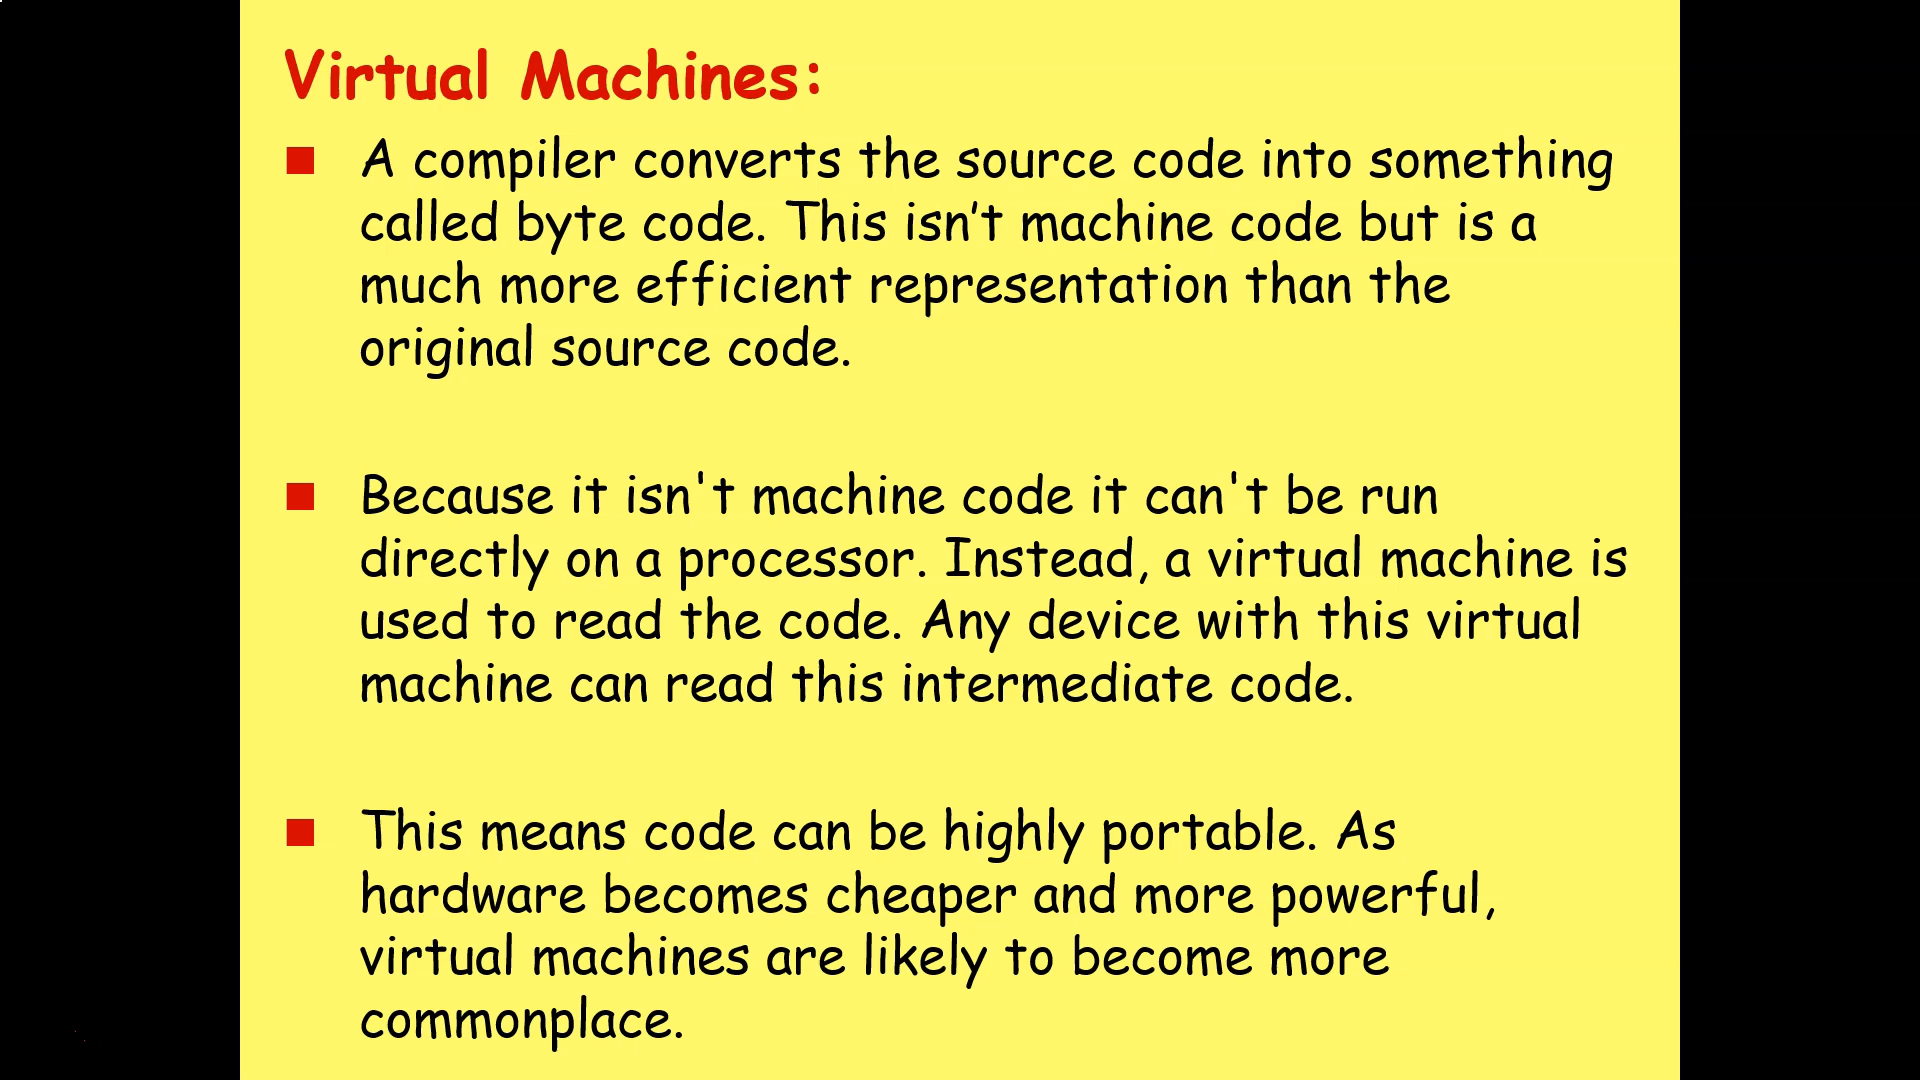 Virtual Machines:
A compiler converts the source code into something
called byte code. This isn’t machine code but is a
much more efficient representation than the
original source code.
Because it isn't machine code it can't be run
directly on a processor. Instead, a virtual machine is
used to read the code. Any device with this virtual
machine can read this intermediate code.
This means code can be highly portable. As
hardware becomes cheaper and more powerful,
virtual machines are likely to become more
commonplace.